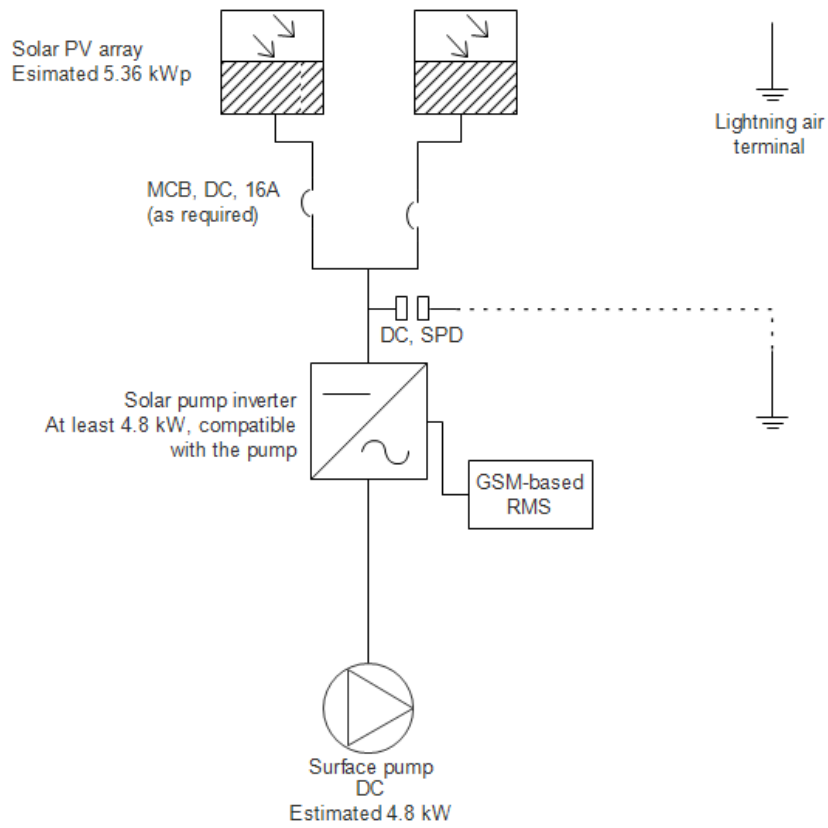 Solar PV array
Esimated 5.36 kWp
Lightning air
terminal
MCB, DC, 16A
(as required)
DC, SPD
Solar pump inverter
At least 4.8 kW, compatible
with the pump
GSM-based
RMS
Surface pump
DC
Estimated 4.8 kW